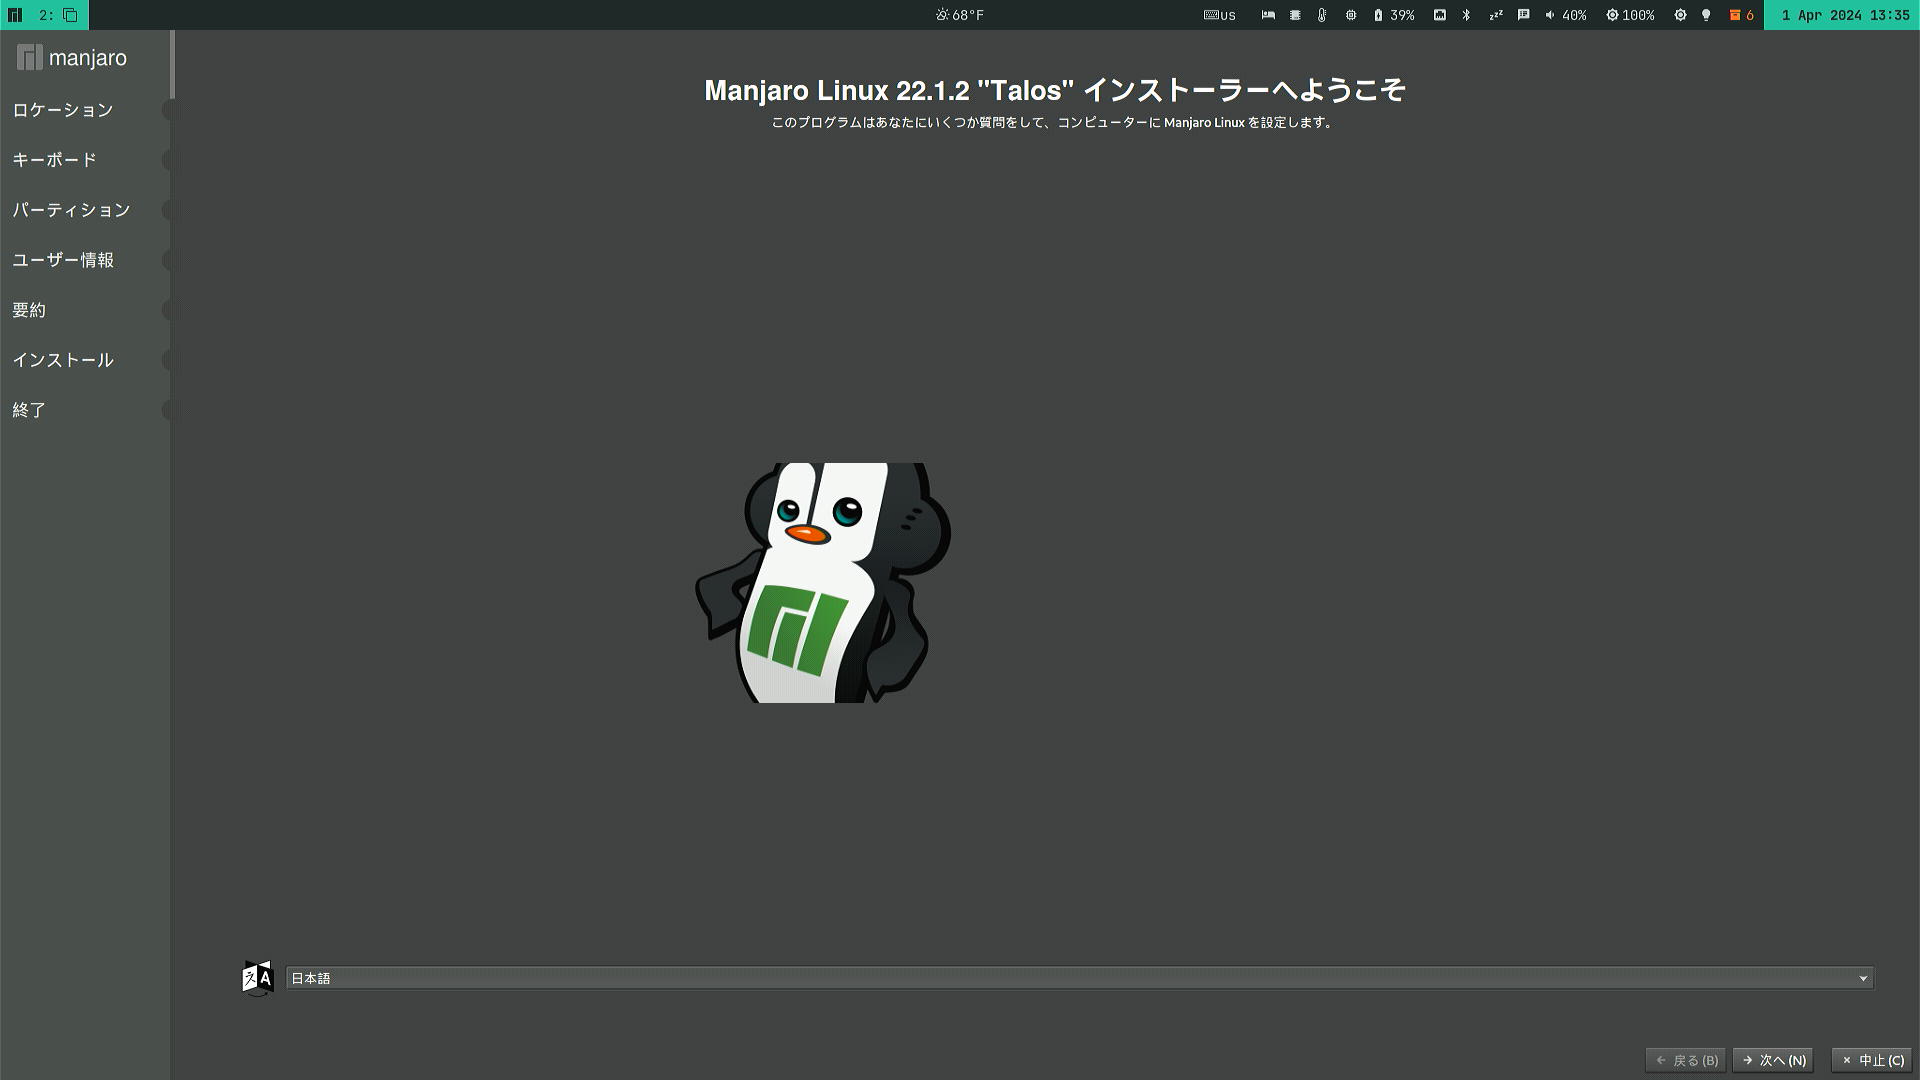 2:
68°F
us
39%
40%
100%
6
1 Apr 2024 13:35
manjaro
ロケーション
キーボード
パーティション
ユーザー情報
要約
インストール
終了
Manjaro Linux 22.1.2 "Talos" インストーラーへようこそ
このプログラムはあなたにいくつか質問をして、コンピューターに Manjaro Linux を設定します。
日本語
戻る(B)
次へ(N)
中止(C)